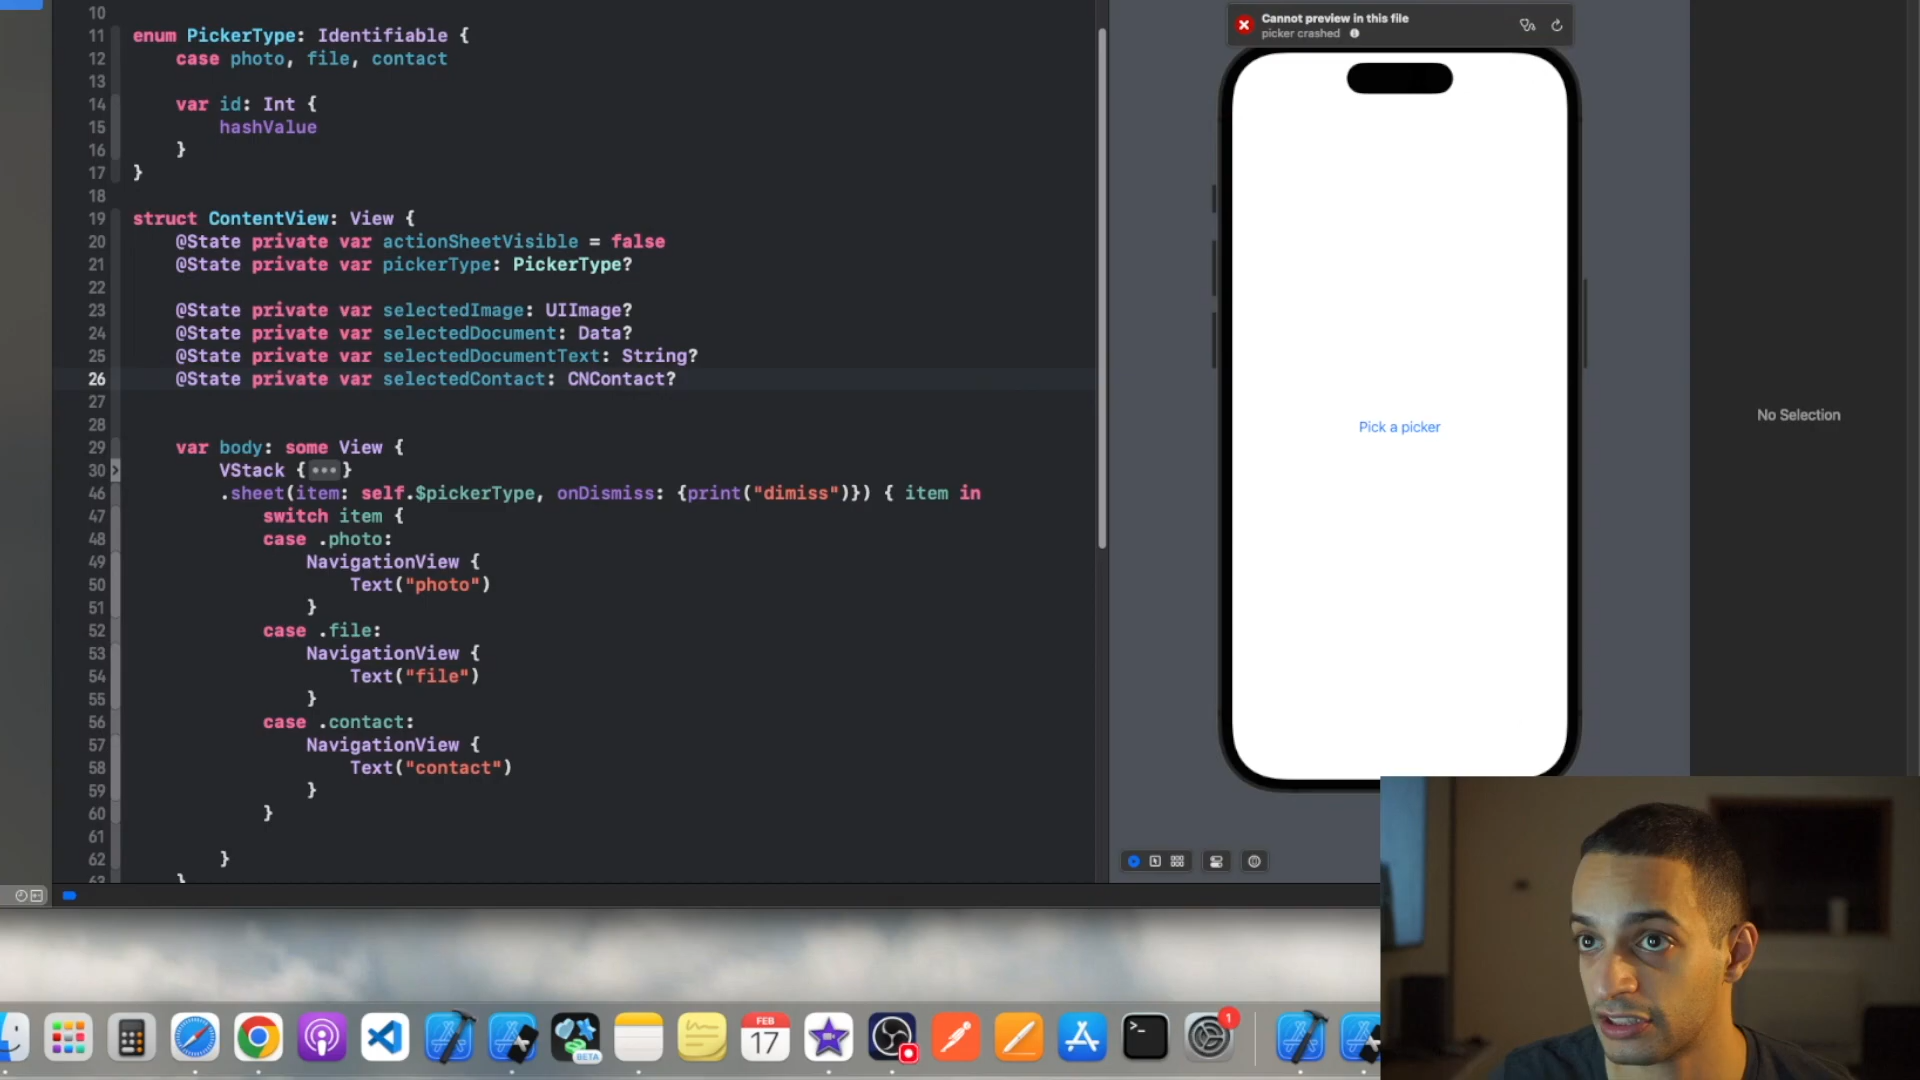 10
11 enum PickerType: Identifiable {
12 case photo, file, contact
13
14 var id: Int {
15 hashValue
16 }
17 }
18
19 struct ContentView: View {
20 @State private var actionSheetVisible = false
21 @State private var pickerType: PickerType?
22
23 @State private var selectedImage: UIImage?
24 @State private var selectedDocument: Data?
25 @State private var selectedDocumentText: String?
26 @State private var selectedContact: CNContact?
27
28
29 var body: some View {
30 VStack {•••}
46 .sheet(item: self.$pickerType, onDismiss: {print("dimiss")}) { item in
47 switch item {
48 case .photo:
49 NavigationView {
50 Text("photo")
51 }
52 case .file:
53 NavigationView {
54 Text("file")
55 }
56 case .contact:
57 NavigationView {
58 Text("contact")
59 }
60 }
61
62 }
63 }
Cannot preview in this file
picker crashed
Pick a picker
No Selection
BETA
FEB
17
1